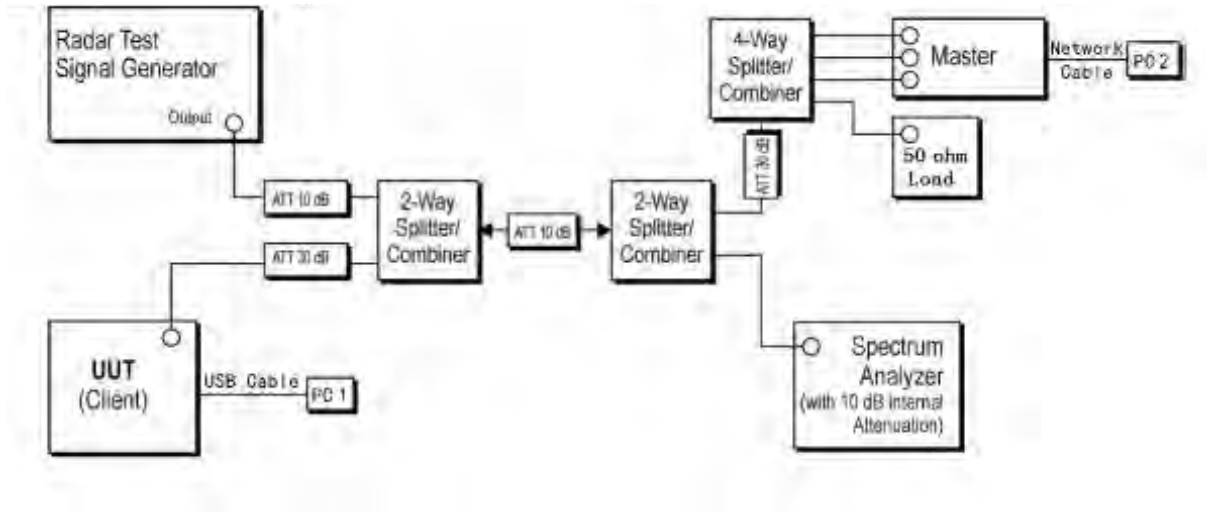 Radar Test
Signal Generator
Output
ATT 10 dB
2-Way
Splitter/
Combiner
ATT 30 dB
ATT 10 dB
2-Way
Splitter/
Combiner
ATT 30 dB
4-Way
Splitter/
Combiner
Master
Network
Cable
PC 2
50 ohm
Load
UUT
(Client)
USB Cable
PC 1
Spectrum
Analyzer
(with 10 dB Internal
Attenuation)